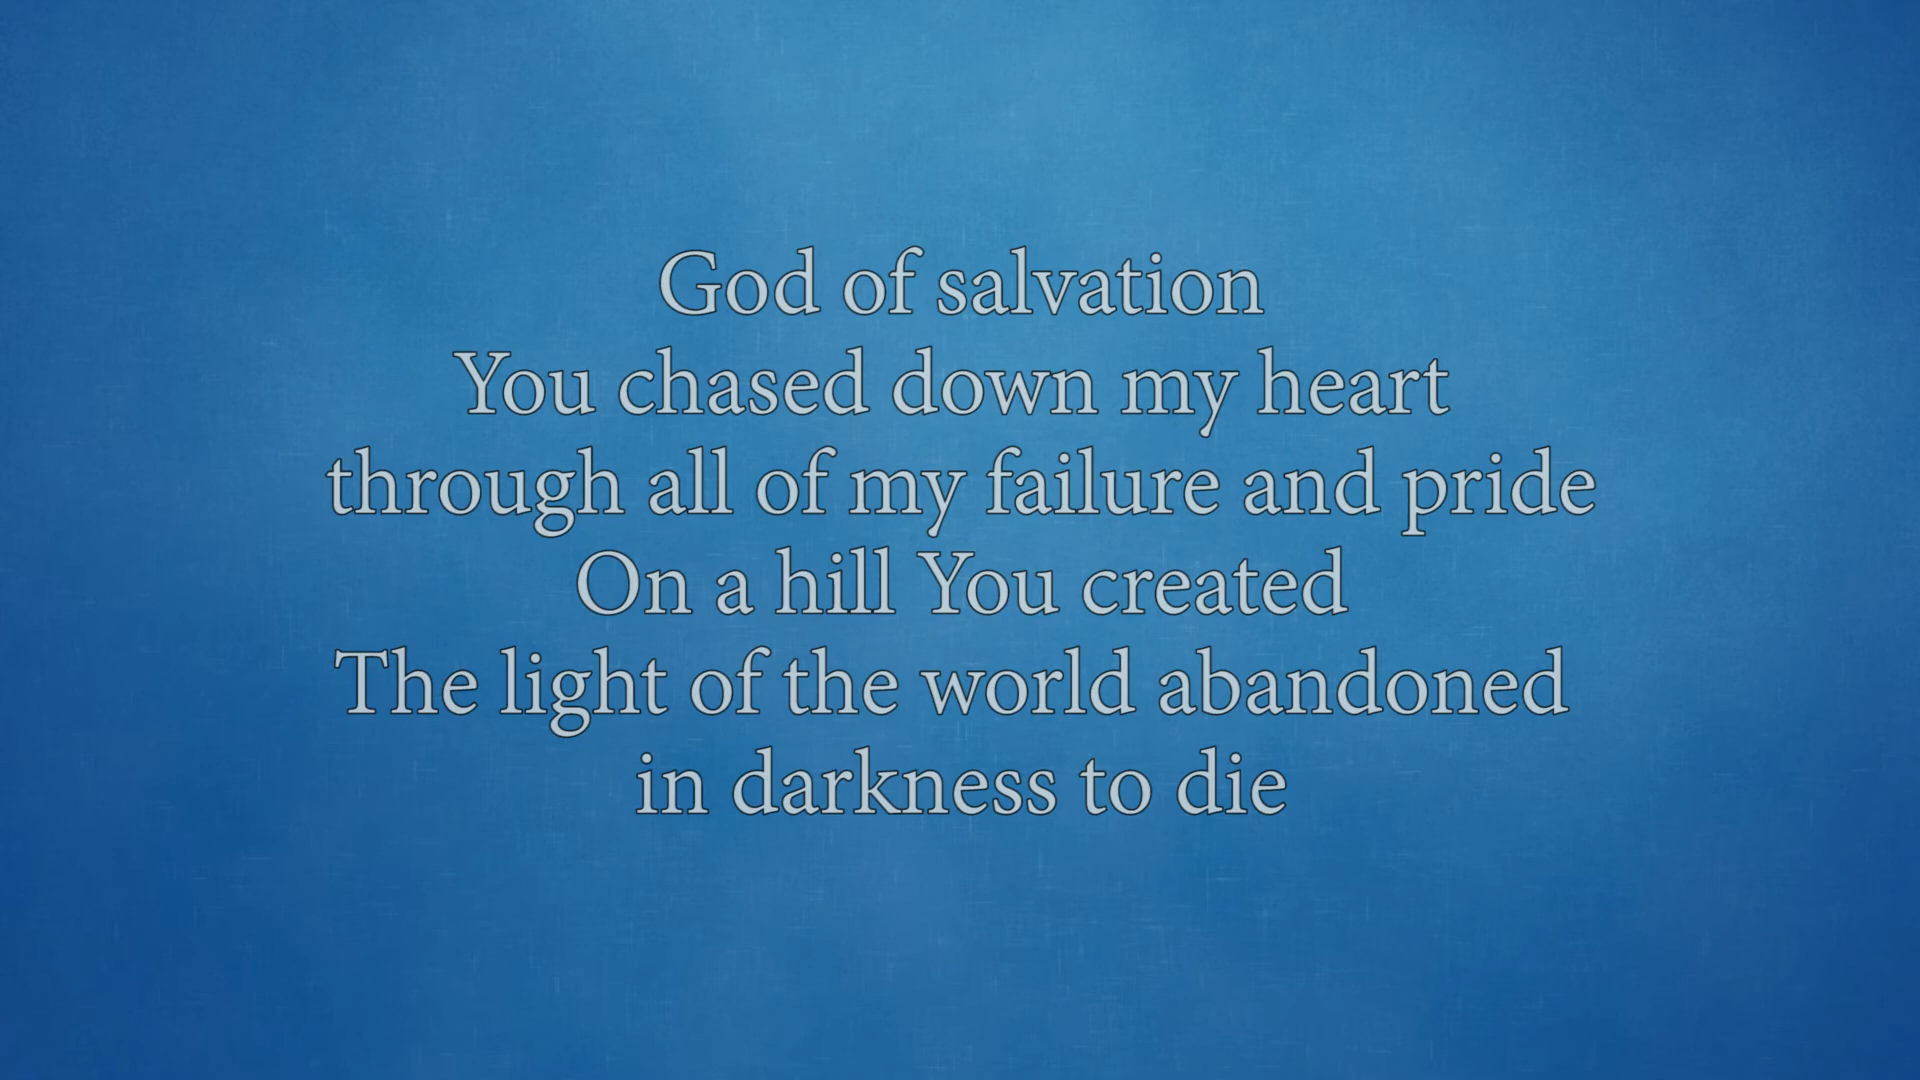 God of salvation
You chased down my heart
through all of my failure and pride
On a hill You created
The light of the world abandoned
in darkness to die